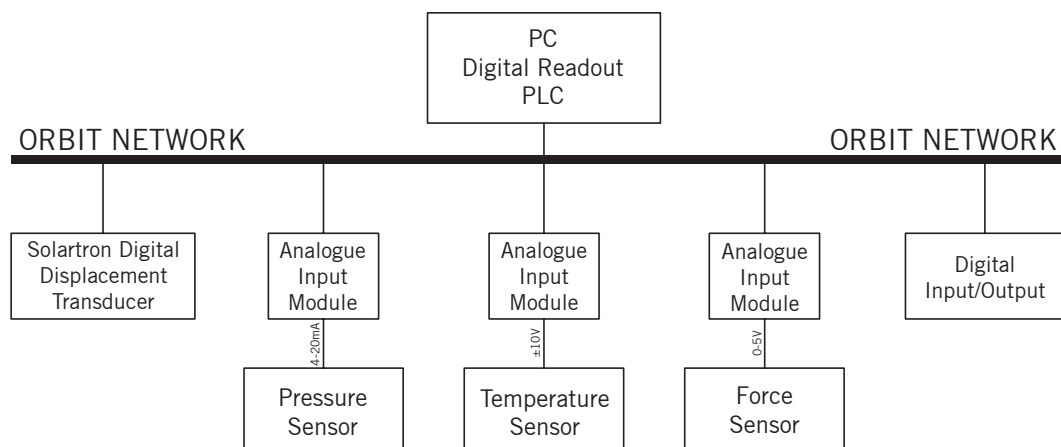 PC
Digital Readout
PLC
ORBIT NETWORK
ORBIT NETWORK
Solartron Digital
Displacement
Transducer
Analogue
Input
Module
Analogue
Input
Module
Analogue
Input
Module
Digital
Input/Output
4-20mA
±10V
0-5V
Pressure
Sensor
Temperature
Sensor
Force
Sensor